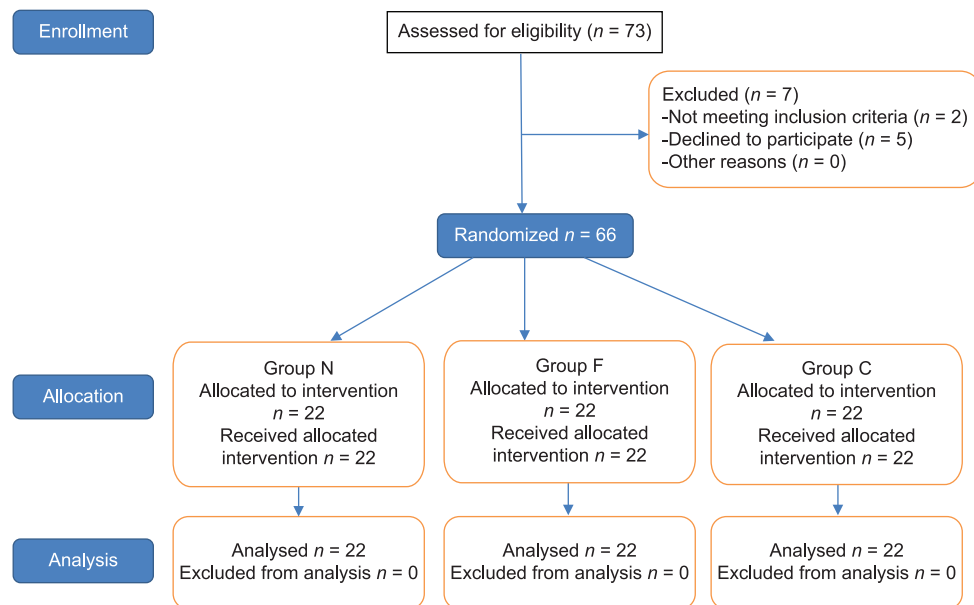 Enrollment
Assessed for eligibility (n = 73)
Excluded (n = 7)
-Not meeting inclusion criteria (n = 2)
-Declined to participate (n = 5)
-Other reasons (n = 0)
Randomized n = 66
Allocation
Group N
Allocated to intervention
n = 22
Received allocated
intervention n = 22
Group F
Allocated to intervention
n = 22
Received allocated
intervention n = 22
Group C
Allocated to intervention
n = 22
Received allocated
intervention n = 22
Analysis
Analysed n = 22
Excluded from analysis n = 0
Analysed n = 22
Excluded from analysis n = 0
Analysed n = 22
Excluded from analysis n = 0